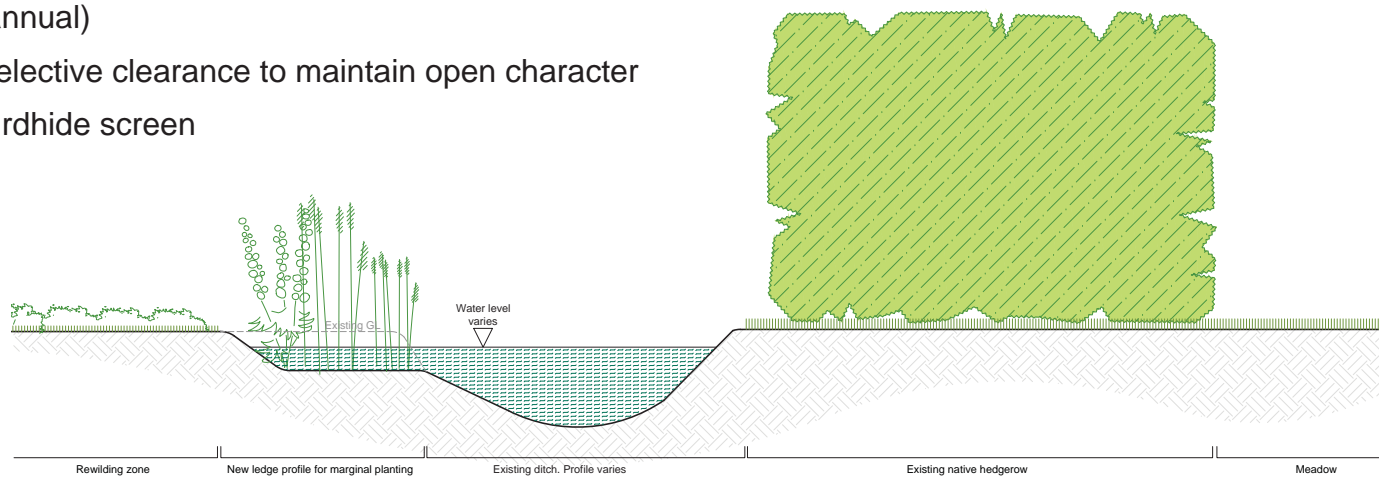 annual)
elective clearance to maintain open character
rdhide screen
Existing GL
Water level
varies
Rewilding zone
New ledge profile for marginal planting
Existing ditch. Profile varies
Existing native hedgerow
Meadow